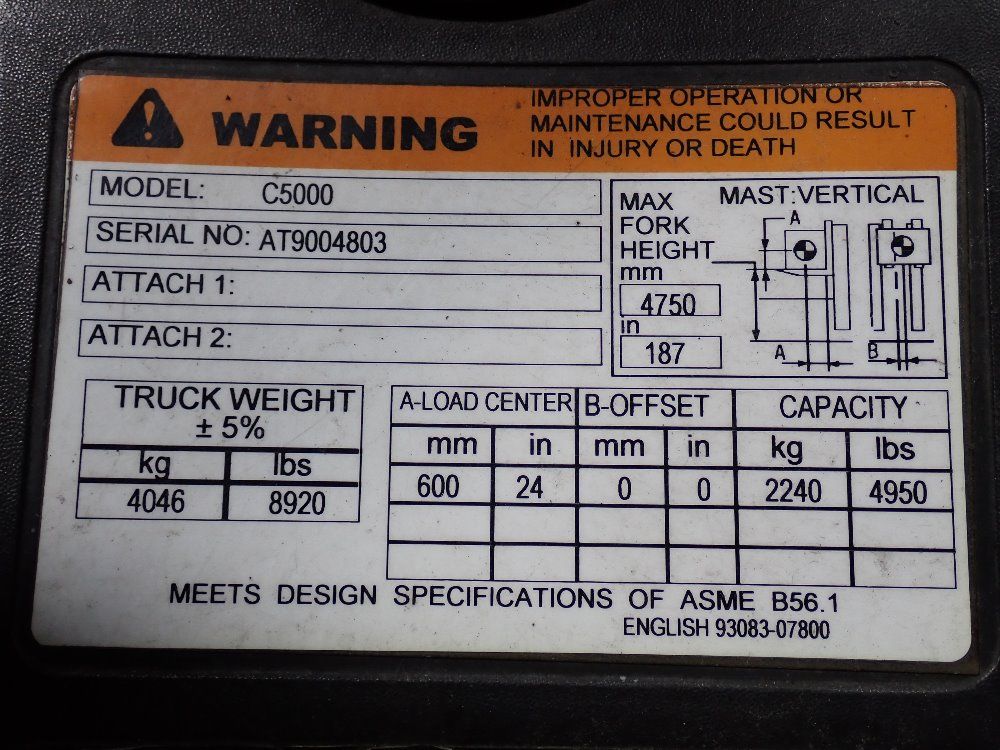 WARNING
IMPROPER OPERATION OR
MAINTENANCE COULD RESULT
IN INJURY OR DEATH
MODEL: C5000
SERIAL NO: AT9004803
ATTACH 1:
ATTACH 2:
MAX
FORK
HEIGHT
mm
4750
in
187
MAST:VERTICAL
A
A B
TRUCK WEIGHT
± 5%
kg lbs
4046 8920
A-LOAD CENTER B-OFFSET CAPACITY
mm in mm in kg lbs
600 24 0 0 2240 4950
MEETS DESIGN SPECIFICATIONS OF ASME B56.1
ENGLISH 93083-07800